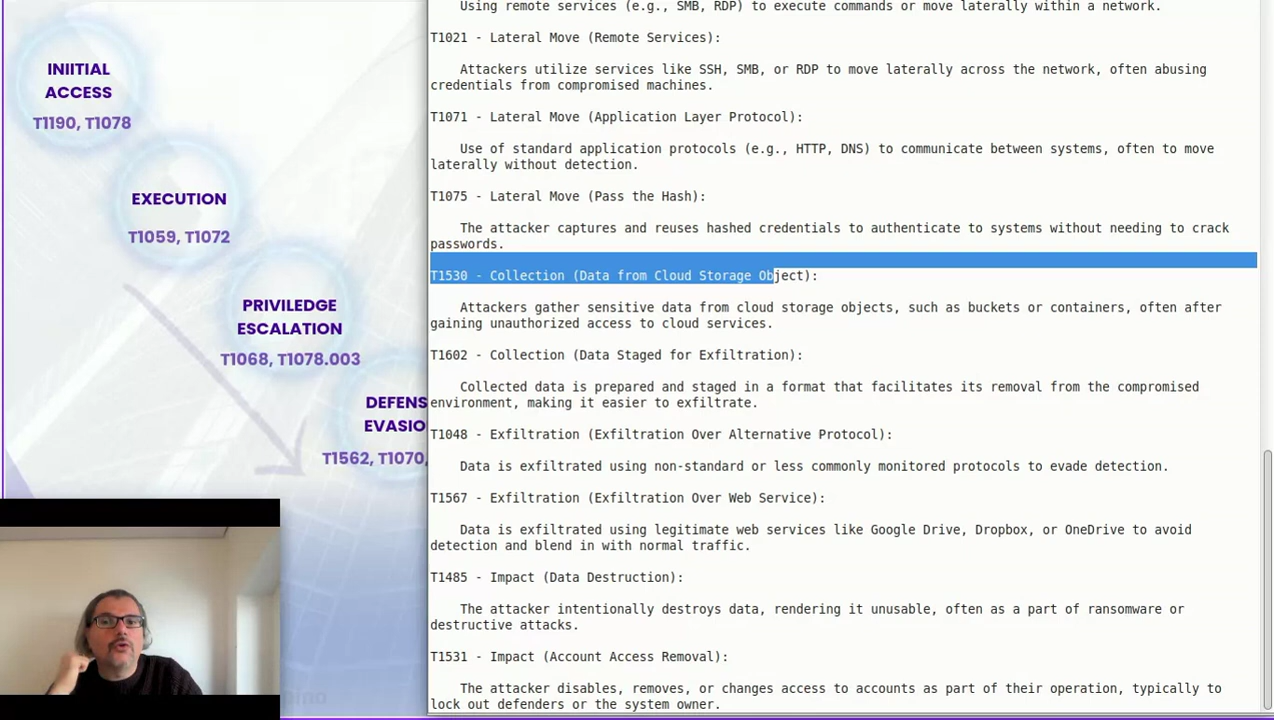 INIITIAL
ACCESS
T1190, T1078
EXECUTION
T1059, T1072
PRIVILEDGE
ESCALATION
T1068, T1078.003
DEFENS
EVASIO
T1562, T1070,
Using remote services (e.g., SMB, RDP) to execute commands or move laterally within a network.
T1021 - Lateral Move (Remote Services):
Attackers utilize services like SSH, SMB, or RDP to move laterally across the network, often abusing
credentials from compromised machines.
T1071 - Lateral Move (Application Layer Protocol):
Use of standard application protocols (e.g., HTTP, DNS) to communicate between systems, often to move
laterally without detection.
T1075 - Lateral Move (Pass the Hash):
The attacker captures and reuses hashed credentials to authenticate to systems without needing to crack
passwords.
T1530 - Collection (Data from Cloud Storage Object):
Attackers gather sensitive data from cloud storage objects, such as buckets or containers, often after
gaining unauthorized access to cloud services.
T1602 - Collection (Data Staged for Exfiltration):
Collected data is prepared and staged in a format that facilitates its removal from the compromised
environment, making it easier to exfiltrate.
T1048 - Exfiltration (Exfiltration Over Alternative Protocol):
Data is exfiltrated using non-standard or less commonly monitored protocols to evade detection.
T1567 - Exfiltration (Exfiltration Over Web Service):
Data is exfiltrated using legitimate web services like Google Drive, Dropbox, or OneDrive to avoid
detection and blend in with normal traffic.
T1485 - Impact (Data Destruction):
The attacker intentionally destroys data, rendering it unusable, often as a part of ransomware or
destructive attacks.
T1531 - Impact (Account Access Removal):
The attacker disables, removes, or changes access to accounts as part of their operation, typically to
lock out defenders or the system owner.